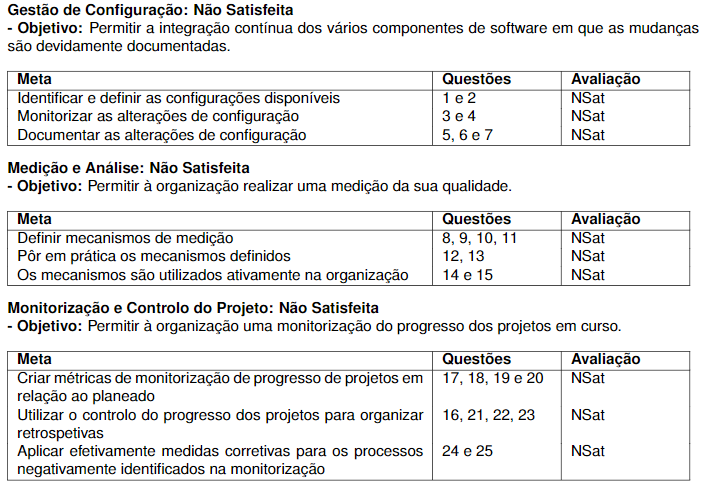 Gestão de Configuração: Não Satisfeita
- Objetivo: Permitir a integração contínua dos vários componentes de software em que as mudanças
são devidamente documentadas.
Meta Questões Avaliação
Identificar e definir as configurações disponíveis 1 e 2 NSat
Monitorizar as alterações de configuração 3 e 4 NSat
Documentar as alterações de configuração 5, 6 e 7 NSat
Medição e Análise: Não Satisfeita
- Objetivo: Permitir à organização realizar uma medição da sua qualidade.
Meta Questões Avaliação
Definir mecanismos de medição 8, 9, 10, 11 NSat
Pôr em prática os mecanismos definidos 12, 13 NSat
Os mecanismos são utilizados ativamente na organização 14 e 15 NSat
Monitorização e Controlo do Projeto: Não Satisfeita
- Objetivo: Permitir à organização uma monitorização do progresso dos projetos em curso.
Meta Questões Avaliação
Criar métricas de monitorização de progresso de projetos em 17, 18, 19 e 20 NSat
relação ao planeado
Utilizar o controlo do progresso dos projetos para organizar 16, 21, 22, 23 NSat
retrospetivas
Aplicar efetivamente medidas corretivas para os processos 24 e 25 NSat
negativamente identificados na monitorização